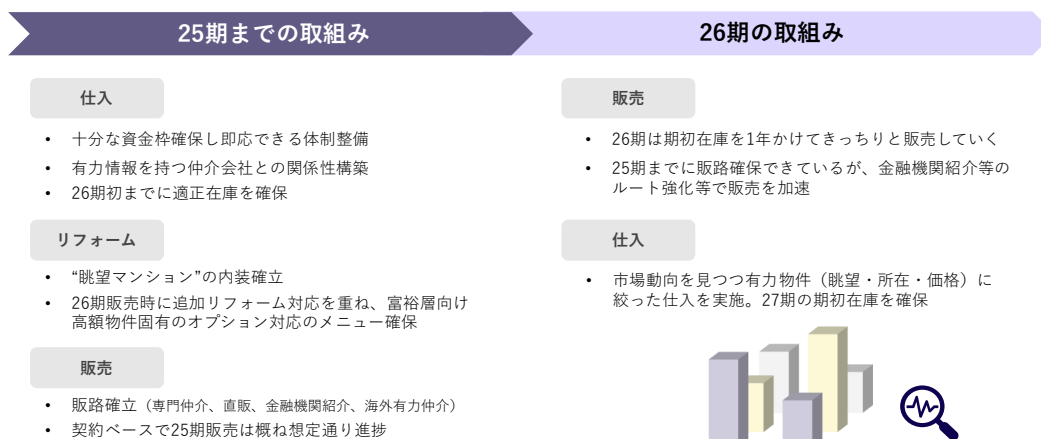 25期までの取組み
仕入
• 十分な資金枠確保し即応できる体制整備
• 有力情報を持つ仲介会社との関係性構築
• 26期初までに適正在庫を確保
リフォーム
• “眺望マンション”の内装確立
• 26期販売時に追加リフォーム対応を重ね、富裕層向け
高額物件固有のオプション対応のメニュー確保
販売
• 販路確立（専門仲介、直販、金融機関紹介、海外有力仲介）
• 契約ベースで25期販売は概ね想定通り進捗
26期の取組み
販売
• 26期は期初在庫を1年かけてきっちりと販売していく
• 25期までに販路確保できているが、金融機関紹介等の
ルート強化等で販売を加速
仕入
• 市場動向を見つつ有力物件（眺望・所在・価格）に
絞った仕入を実施。27期の期初在庫を確保